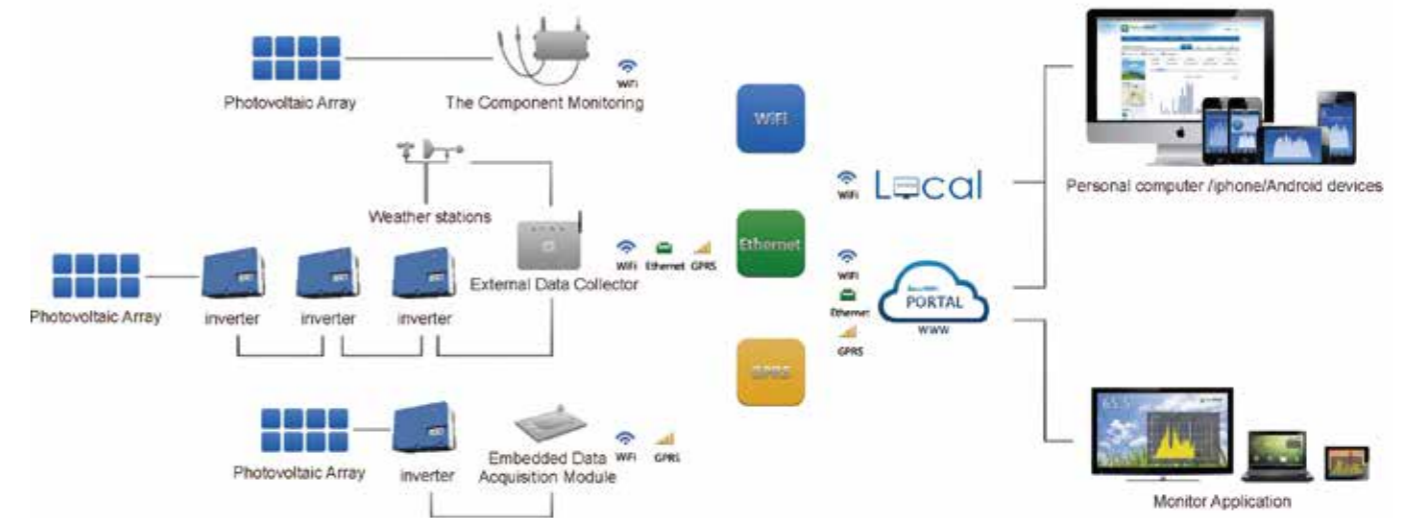 Photovoltaic Array
The Component Monitoring
WiFi
WiFi
WiFi
Local
Personal computer /iphone/Android devices
Weather stations
External Data Collector
WiFi
Ethernet
GPRS
Ethernet
Photovoltaic Array
inverter
inverter
inverter
WiFi
Ethernet
GPRS
PORTAL
WWW
GPRS
Photovoltaic Array
inverter
Embedded Data
Acquisition Module
WiFi
GPRS
65.5
Monitor Application